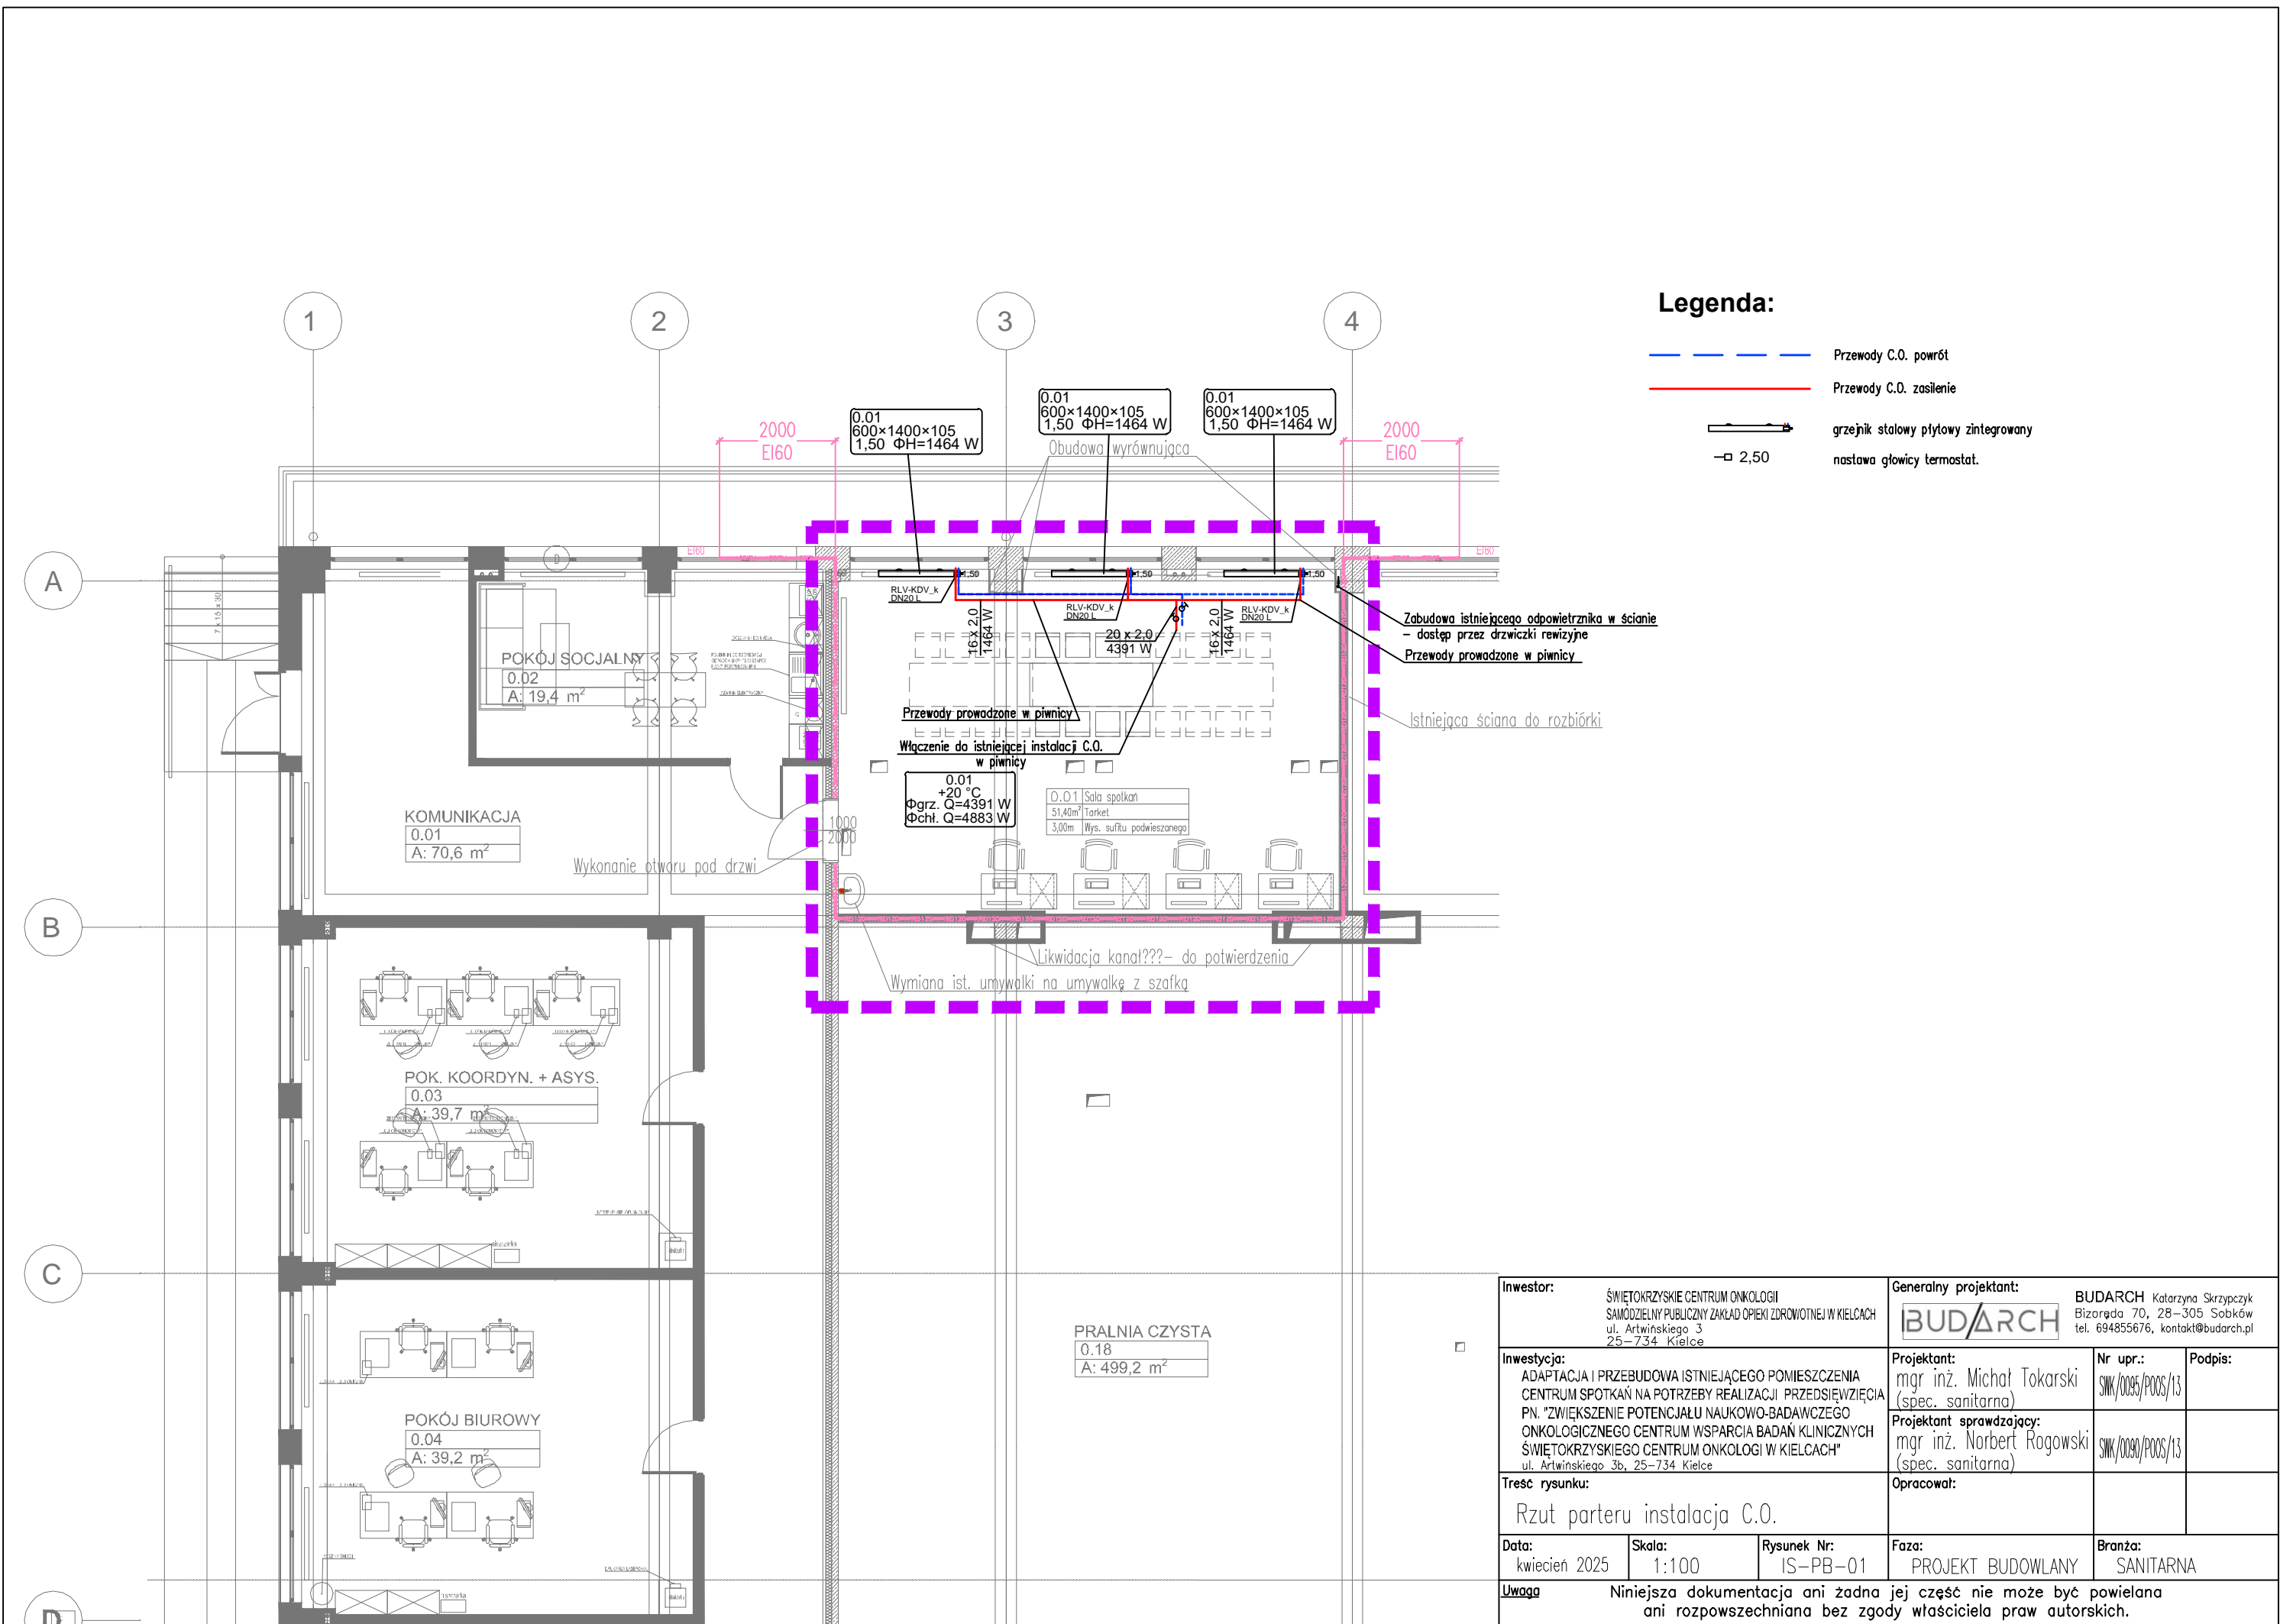 1
2
3
4
A
B
C
D
Legenda:
Przewody C.O. powrót
Przewody C.O. zasilenie
grzejnik stalowy płytowy zintegrowany
2,50
nastawa głowicy termostat.
0.01
600×1400×105
1,50 ΦH=1464 W
0.01
600×1400×105
1,50 ΦH=1464 W
0.01
600×1400×105
1,50 ΦH=1464 W
2000
EI60
2000
EI60
Obudowa wyrównująca
EI60
EI60
D
7 x 15 x 30
1,50
1,50
1,50
RLV-KDV_k
DN20 L
RLV-KDV_k
DN20 L
RLV-KDV_k
DN20 L
16 x 2,0
1464 W
20 x 2,0
4391 W
16 x 2,0
1464 W
Zabudowa istniejącego odpowietrznika w ścianie
- dostęp przez drzwiczki rewizyjne
Przewody prowadzone w piwnicy
Istniejąca ściana do rozbiórki
POKÓJ SOCJALNY
0.02
A: 19,4 m²
Przewody prowadzone w piwnicy
Włączenie do istniejącej instalacji C.O.
w piwnicy
0.01
+20 °C
Φgrz. Q=4391 W
Φchł. Q=4883 W
0.01 Sala spotkań
51,40m² Tarket
3,00m Wys. sufitu podwieszanego
KOMUNIKACJA
0.01
A: 70,6 m²
1000
2000
Wykonanie otworu pod drzwi
Likwidacja kanał???- do potwierdzenia
Wymiana ist. umywalki na umywalkę z szafką
POK. KOORDYN. + ASYS.
0.03
A: 39,7 m²
PRALNIA CZYSTA
0.18
A: 499,2 m²
POKÓJ BIUROWY
0.04
A: 39,2 m²
Inwestor:
ŚWIĘTOKRZYSKIE CENTRUM ONKOLOGII
SAMODZIELNY PUBLICZNY ZAKŁAD OPIEKI ZDROWOTNEJ W KIELCACH
ul. Artwińskiego 3
25-734 Kielce
Generalny projektant:
BUDARCH
BUDARCH Katarzyna Skrzypczyk
Bizoręda 70, 28-305 Sobków
tel. 694855676, kontakt@budarch.pl
Inwestycja:
ADAPTACJA I PRZEBUDOWA ISTNIEJĄCEGO POMIESZCZENIA
CENTRUM SPOTKAŃ NA POTRZEBY REALIZACJI PRZEDSIĘWZIĘCIA
PN. "ZWIĘKSZENIE POTENCJAŁU NAUKOWO-BADAWCZEGO
ONKOLOGICZNEGO CENTRUM WSPARCIA BADAŃ KLINICZNYCH
ŚWIĘTOKRZYSKIEGO CENTRUM ONKOLOGI W KIELCACH"
ul. Artwińskiego 3b, 25-734 Kielce
Projektant:
mgr inż. Michał Tokarski
(spec. sanitarna)
Nr upr.:
SWK/0095/POOS/13
Podpis:
Projektant sprawdzający:
mgr inż. Norbert Rogowski
(spec. sanitarna)
SWK/0090/POOS/13
Treść rysunku:
Rzut parteru instalacja C.O.
Opracował:
Data:
kwiecień 2025
Skala:
1:100
Rysunek Nr:
IS-PB-01
Faza:
PROJEKT BUDOWLANY
Branża:
SANITARNA
Uwaga
Niniejsza dokumentacja ani żadna jej część nie może być powielana
ani rozpowszechniana bez zgody właściciela praw autorskich.